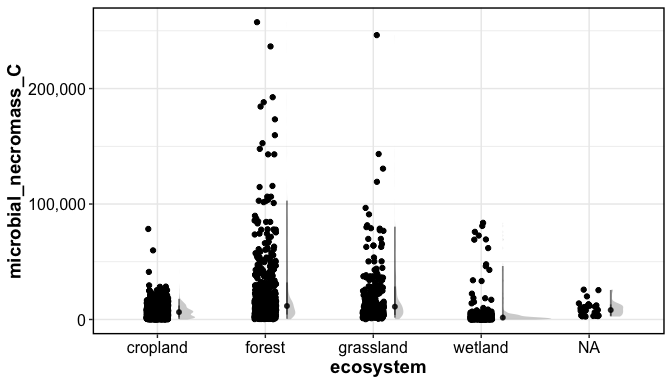 microbial_necromass_C
200,000
100,000
0
cropland forest grassland wetland NA
ecosystem